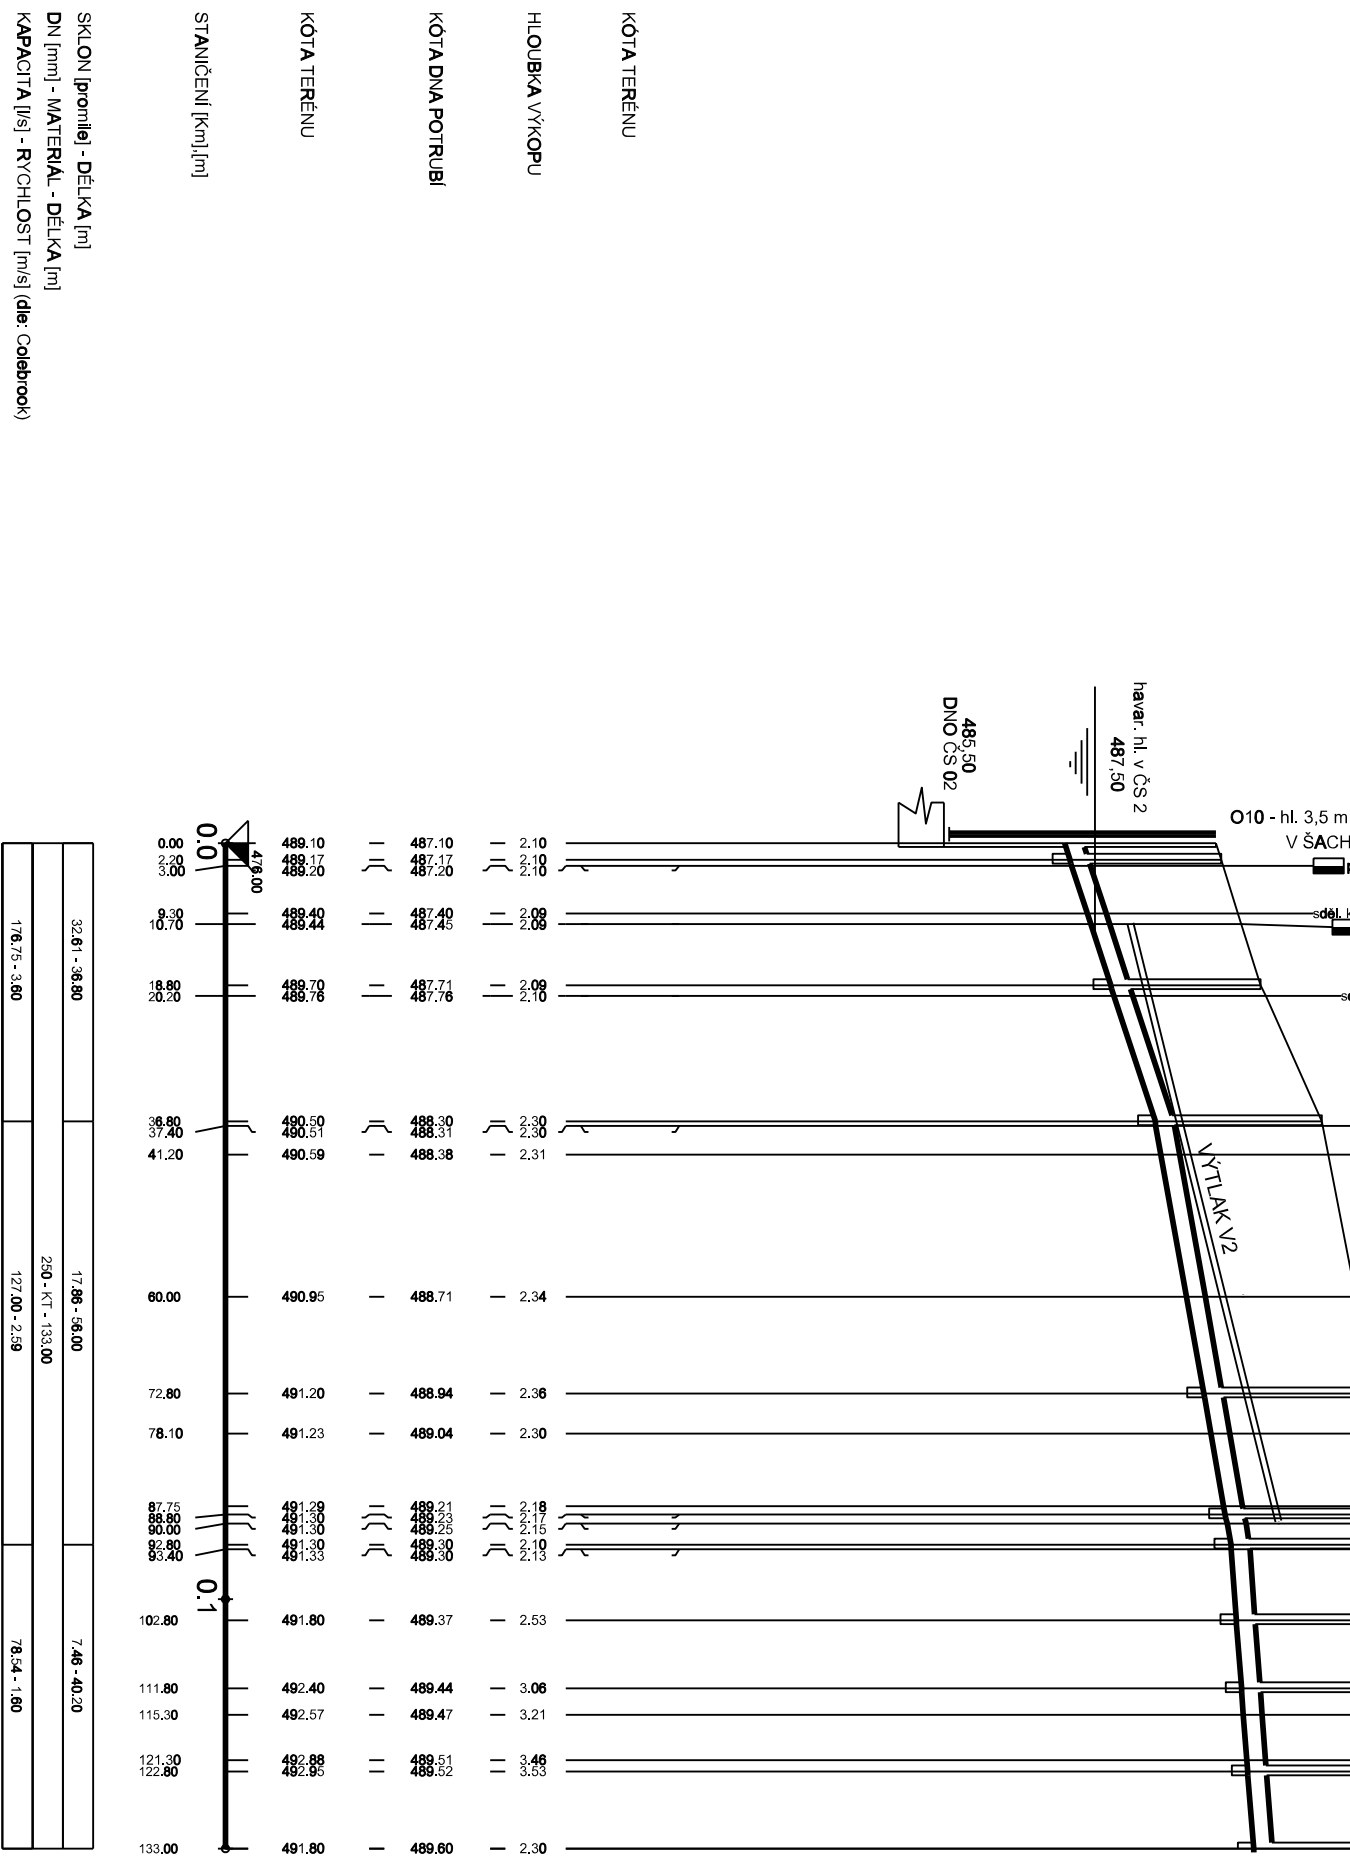 KÓTA TERÉNU
HLOUBKA VÝKOPU
KÓTA DNA POTRUBÍ
KÓTA TERÉNU
STANIČENÍ [Km],[m]
SKLON [promile] - DÉLKA [m]
DN [mm] - MATERIÁL - DÉLKA [m]
KAPACITA [l/s] - RYCHLOST [m/s] (dle: Colebrook)
havar. hl. v ČS 2
487,50
485,50
DNO ČS 02
O10 - hl. 3,5 m
V ŠACH
sděl. k
VÝTLAK V2
0.0
476.00
0.1
0.00 489.10 487.10 2.10
2.20 489.17 487.17 2.10
3.00 489.20 487.20 2.10
9.30 489.40 487.40 2.09
10.70 489.44 487.45 2.09
18.80 489.70 487.71 2.09
20.20 489.76 487.76 2.10
36.80 490.50 488.30 2.30
37.40 490.51 488.31 2.30
41.20 490.59 488.38 2.31
60.00 490.95 488.71 2.34
72.80 491.20 488.94 2.36
78.10 491.23 489.04 2.30
87.75 491.29 489.21 2.18
88.80 491.30 489.23 2.17
90.00 491.30 489.25 2.15
92.80 491.30 489.30 2.10
93.40 491.33 489.30 2.13
102.80 491.80 489.37 2.53
111.80 492.40 489.44 3.06
115.30 492.57 489.47 3.21
121.30 492.88 489.51 3.46
122.80 492.95 489.52 3.53
133.00 491.80 489.60 2.30
32.61 - 36.80
17.86 - 56.00
7.46 - 40.20
250 - KT - 133.00
176.75 - 3.60
127.00 - 2.59
78.54 - 1.60